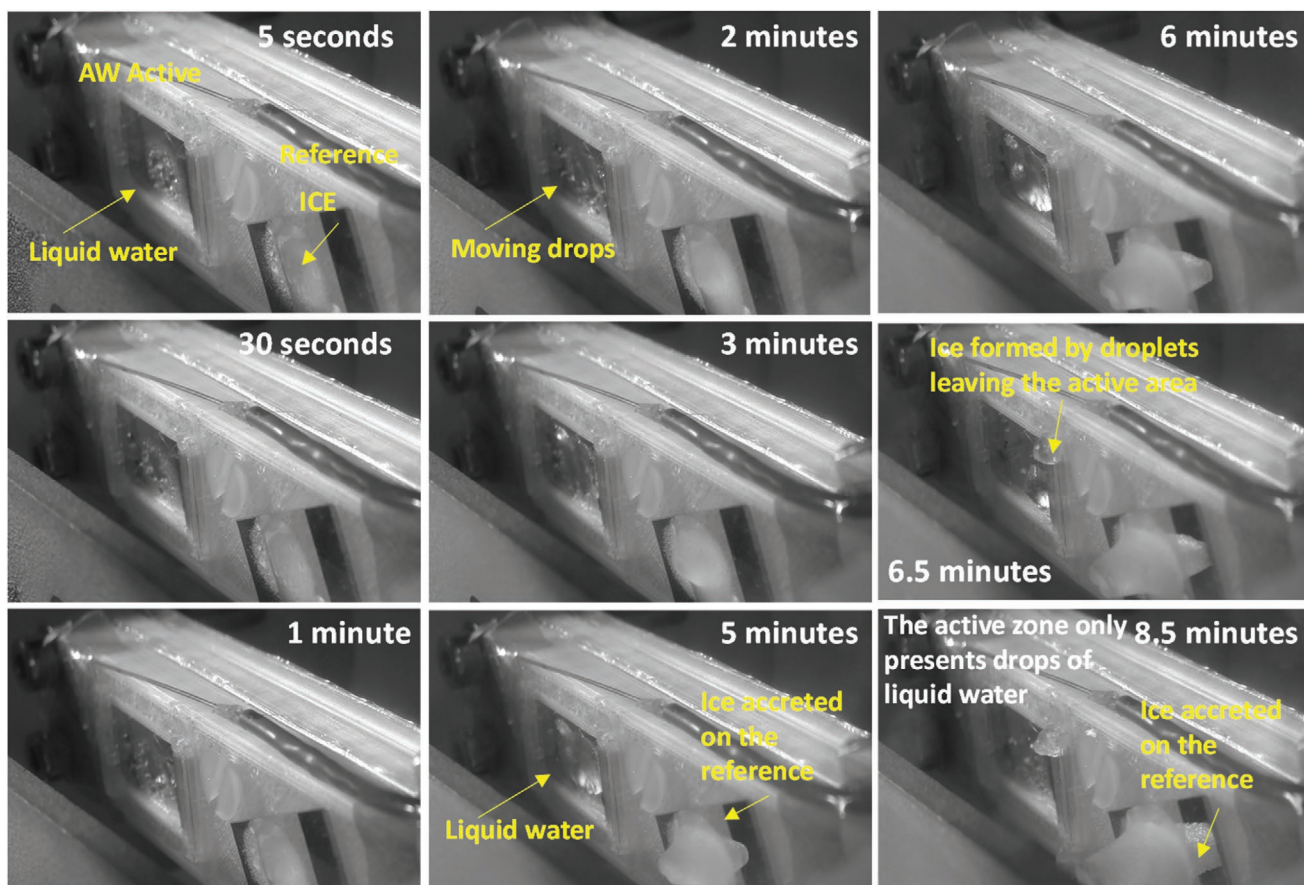 5 seconds
AW Active
Reference
ICE
Liquid water
2 minutes
Moving drops
6 minutes
30 seconds
3 minutes
Ice formed by droplets
leaving the active area
6.5 minutes
1 minute
5 minutes
Ice accreted
on the
reference
Liquid water
The active zone only
presents drops of
liquid water
8.5 minutes
Ice accreted
on the
reference